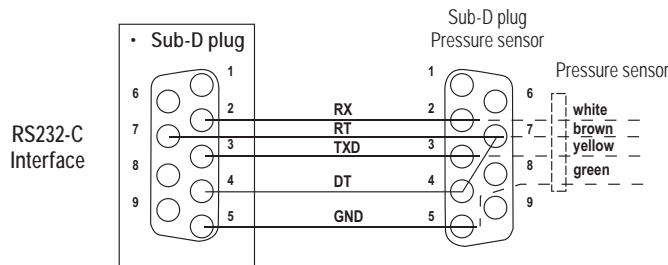 Sub-D plug
Pressure sensor
• Sub-D plug
Pressure sensor
RS232-C
Interface
1
2
3
4
5
6
7
8
9
RX
RT
TXD
DT
GND
1
2
3
4
5
6
7
8
9
white
brown
yellow
green